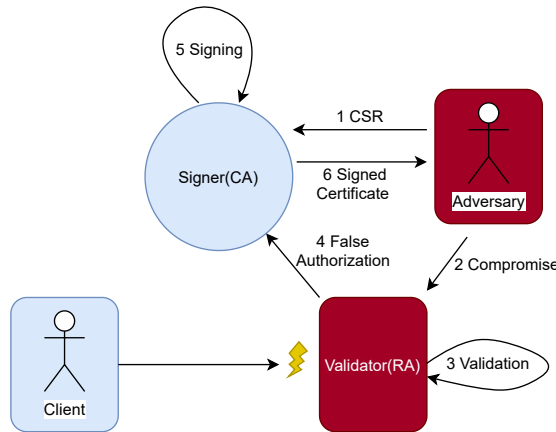 5 Signing
1 CSR
Signer(CA)
6 Signed
Certificate
Adversary
4 False
Authorization
2 Compromise
Validator(RA)
3 Validation
Client